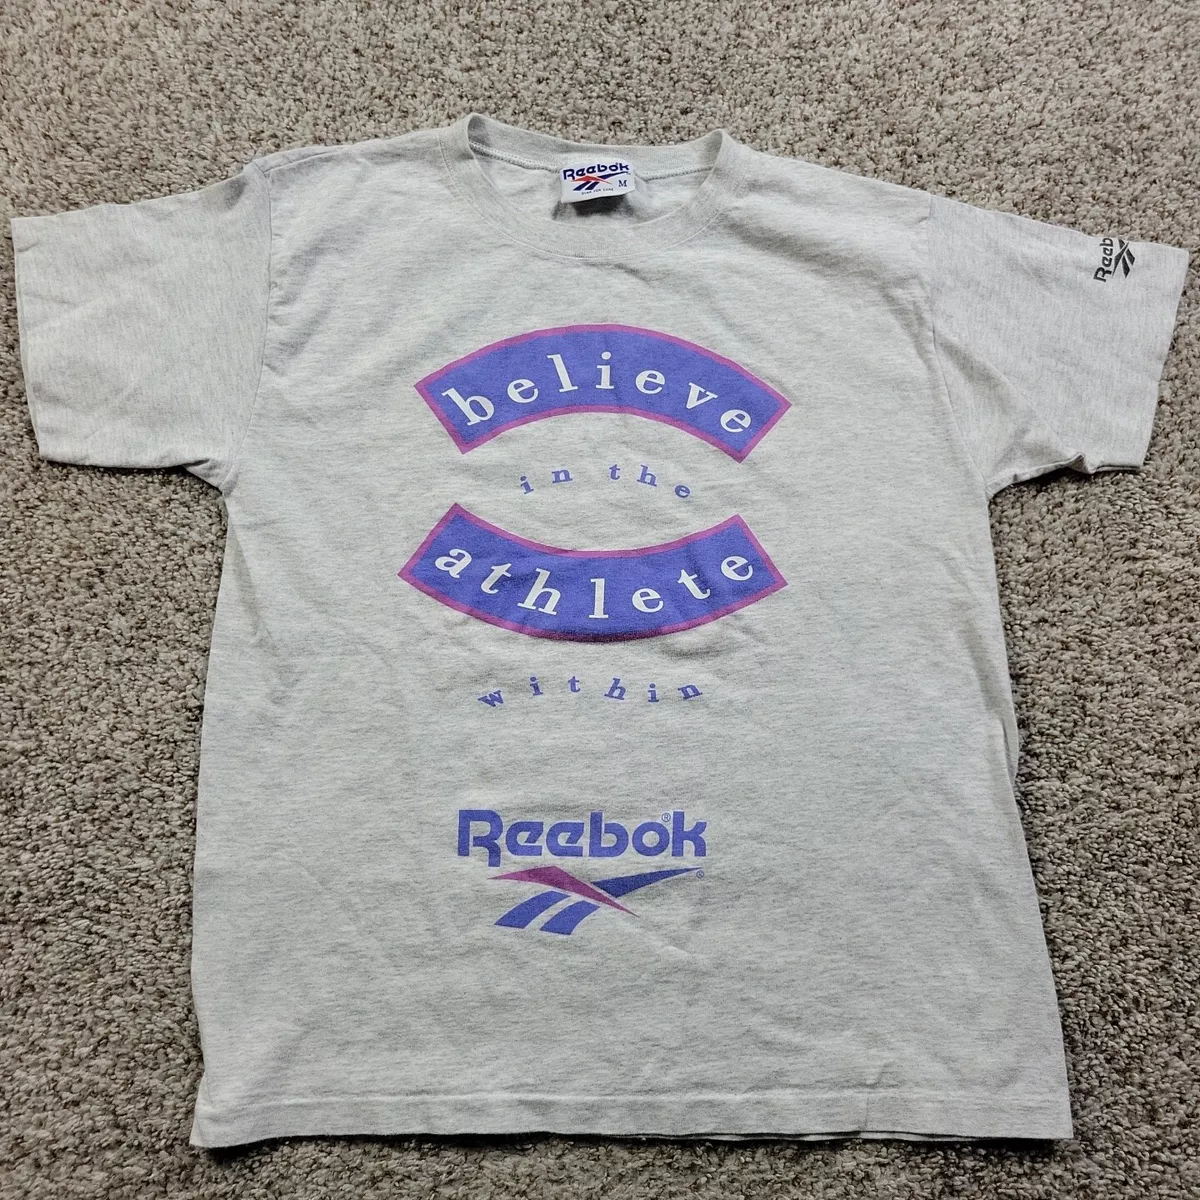 Reebok
M
Reebok
believe
in the
athlete
within
Reebok®
®